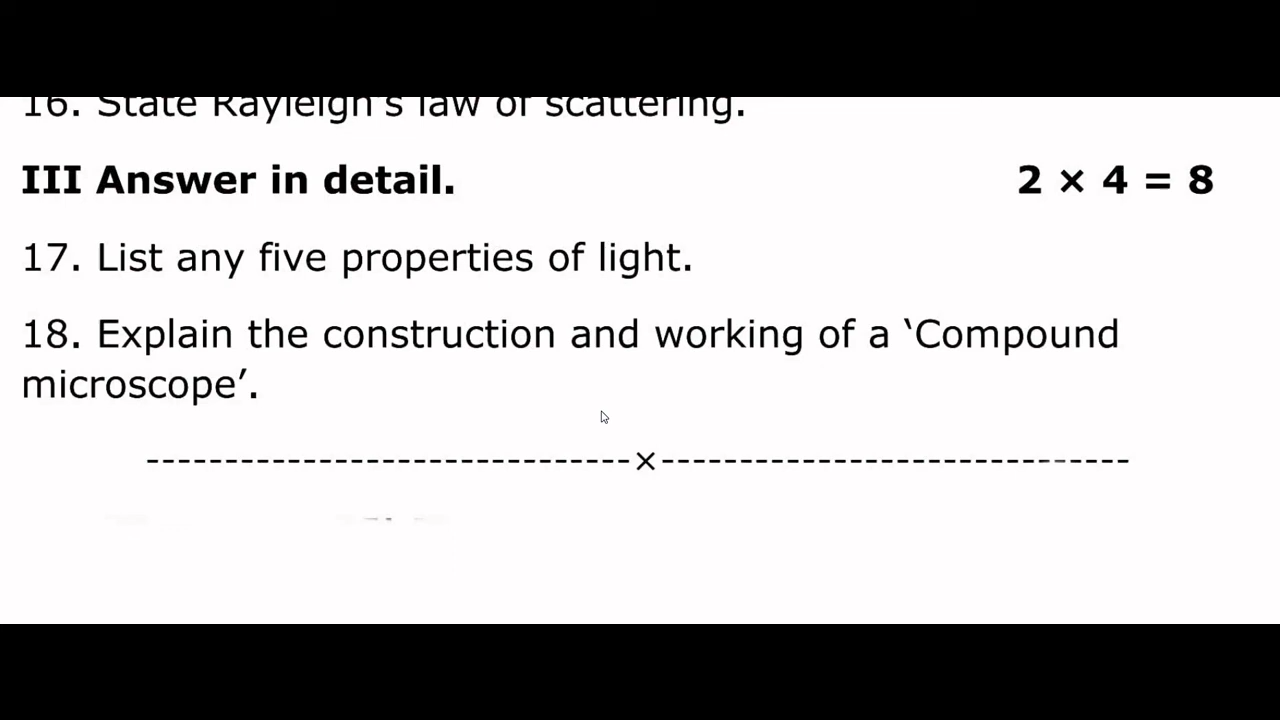 16. State Rayleigh's law of scattering.
III Answer in detail. 2 × 4 = 8
17. List any five properties of light.
18. Explain the construction and working of a ‘Compound
microscope’.
------------------------------×-----------------------------